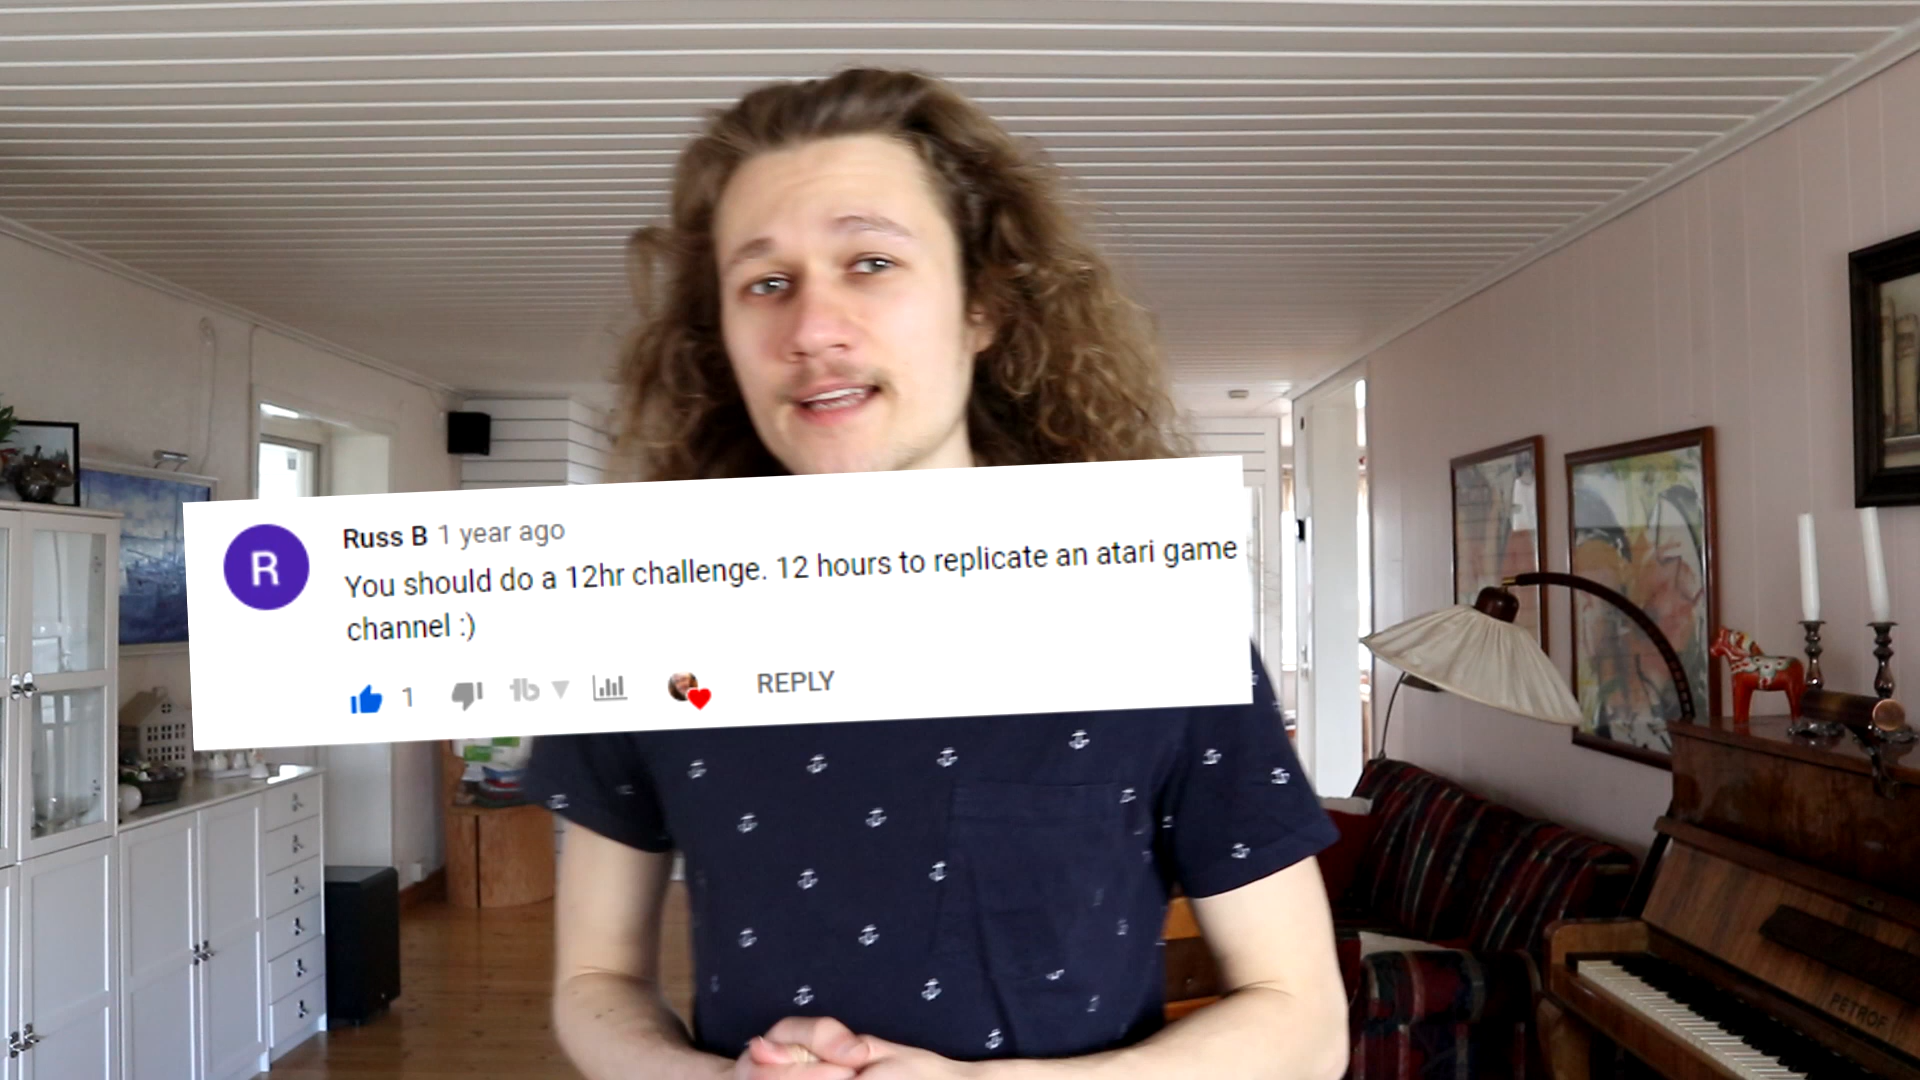 R
Russ B 1 year ago
You should do a 12hr challenge. 12 hours to replicate an atari game
channel :)
1
REPLY
PETROF